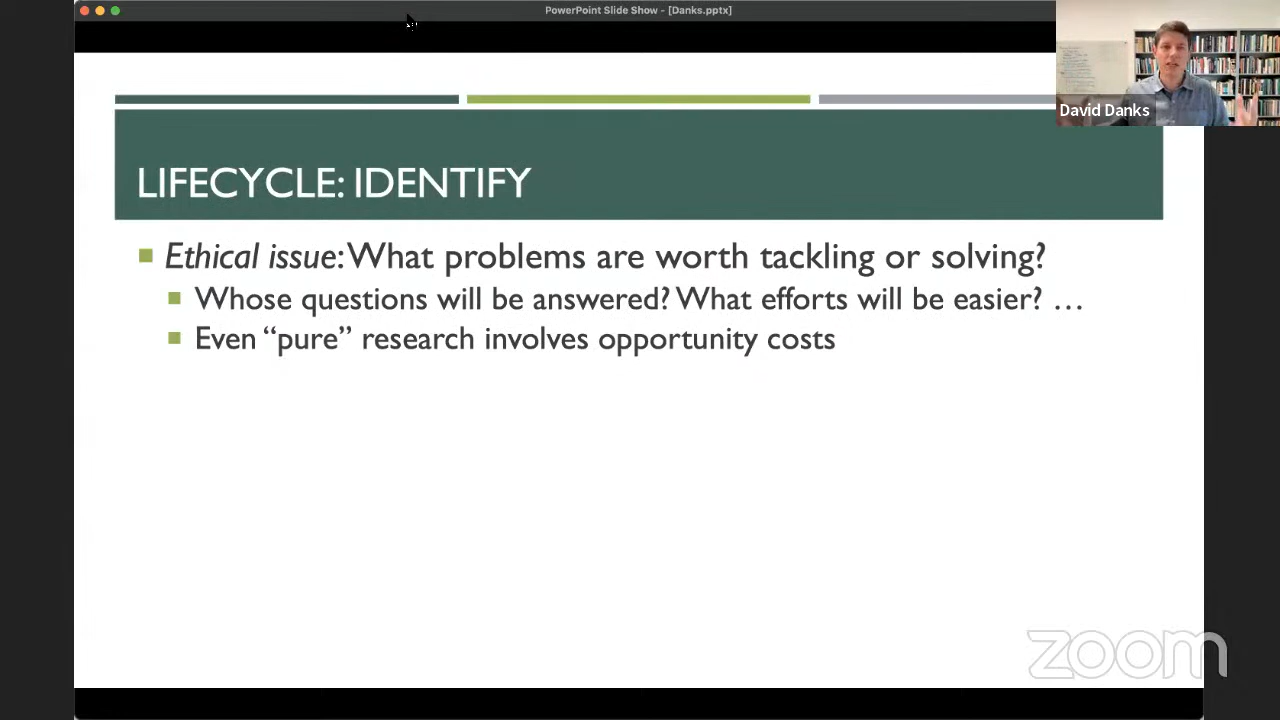 PowerPoint Slide Show - [Danks.pptx]
David Danks
LIFECYCLE: IDENTIFY
Ethical issue: What problems are worth tackling or solving?
Whose questions will be answered? What efforts will be easier? …
Even “pure” research involves opportunity costs
zoom